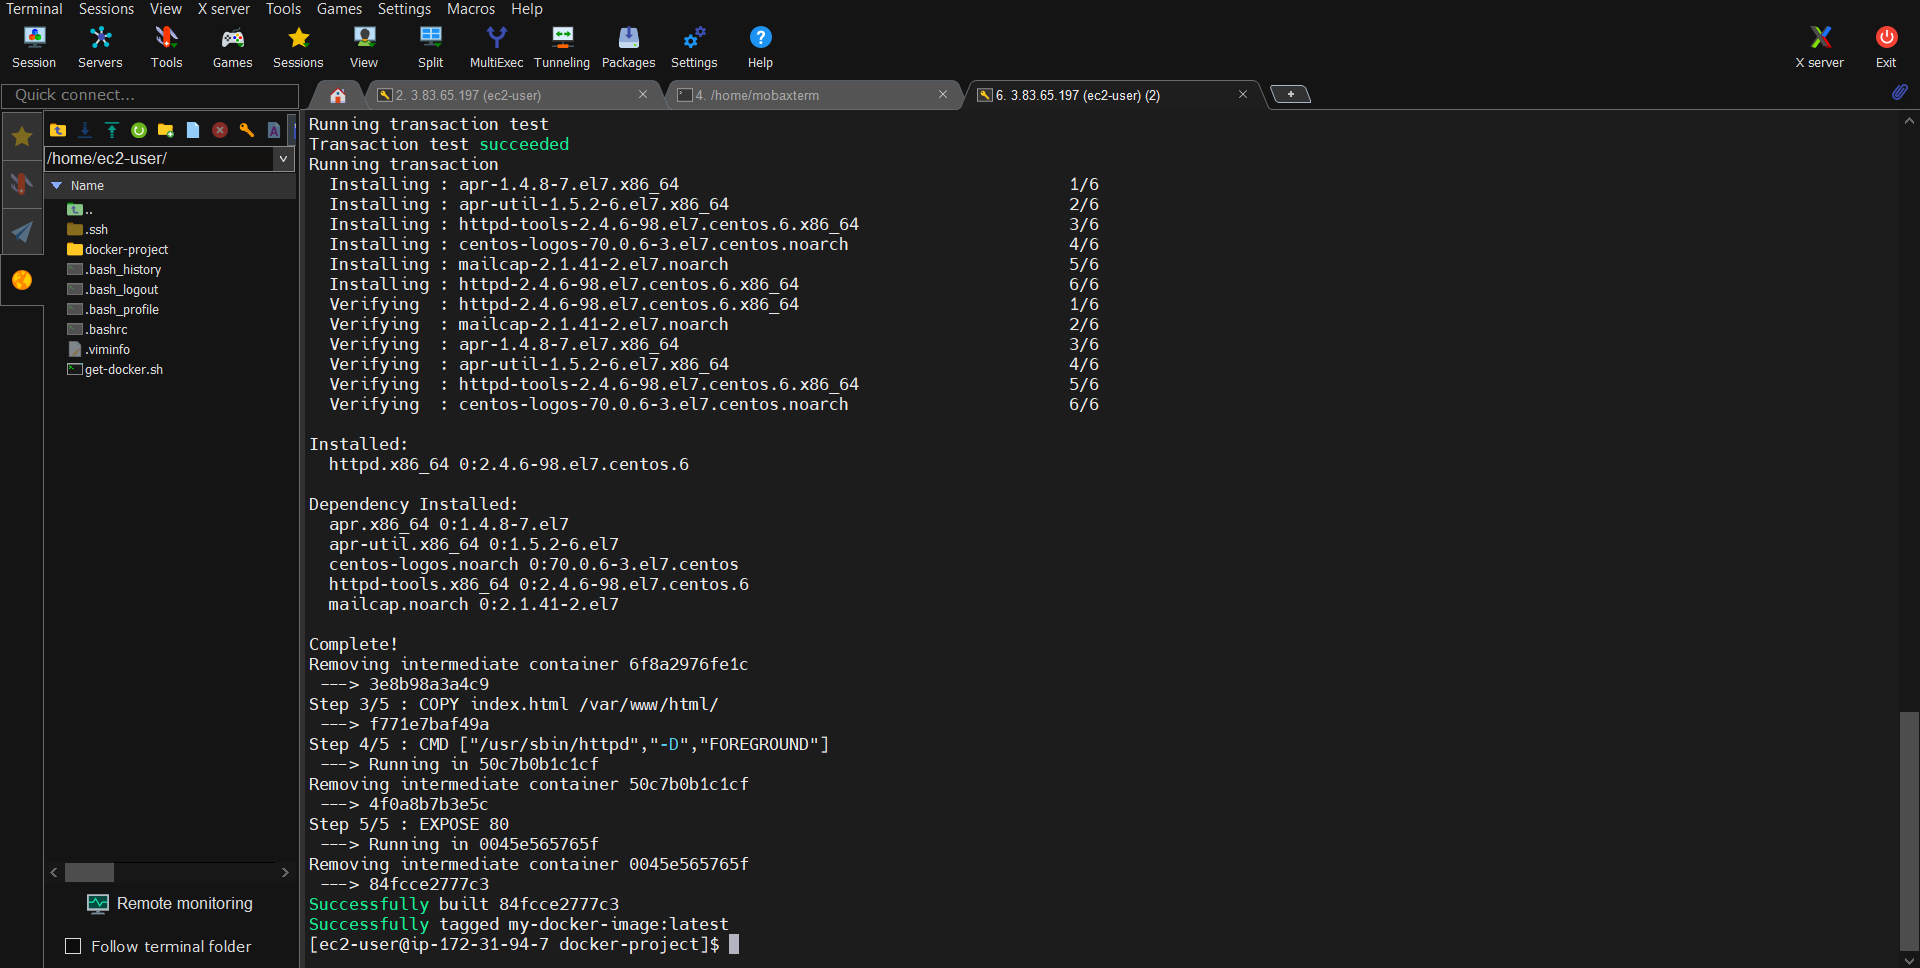 Terminal Sessions View X server Tools Games Settings Macros Help
Session Servers Tools Games Sessions View Split MultiExec Tunneling Packages Settings Help X server Exit
Quick connect...
2. 3.83.65.197 (ec2-user)
4. /home/mobaxterm
6. 3.83.65.197 (ec2-user) (2)
/home/ec2-user/
Name
..
.ssh
docker-project
.bash_history
.bash_logout
.bash_profile
.bashrc
.viminfo
get-docker.sh
Remote monitoring
Follow terminal folder
Running transaction test
Transaction test succeeded
Running transaction
Installing : apr-1.4.8-7.el7.x86_64 1/6
Installing : apr-util-1.5.2-6.el7.x86_64 2/6
Installing : httpd-tools-2.4.6-98.el7.centos.6.x86_64 3/6
Installing : centos-logos-70.0.6-3.el7.centos.noarch 4/6
Installing : mailcap-2.1.41-2.el7.noarch 5/6
Installing : httpd-2.4.6-98.el7.centos.6.x86_64 6/6
Verifying : httpd-2.4.6-98.el7.centos.6.x86_64 1/6
Verifying : mailcap-2.1.41-2.el7.noarch 2/6
Verifying : apr-1.4.8-7.el7.x86_64 3/6
Verifying : apr-util-1.5.2-6.el7.x86_64 4/6
Verifying : httpd-tools-2.4.6-98.el7.centos.6.x86_64 5/6
Verifying : centos-logos-70.0.6-3.el7.centos.noarch 6/6
Installed:
httpd.x86_64 0:2.4.6-98.el7.centos.6
Dependency Installed:
apr.x86_64 0:1.4.8-7.el7
apr-util.x86_64 0:1.5.2-6.el7
centos-logos.noarch 0:70.0.6-3.el7.centos
httpd-tools.x86_64 0:2.4.6-98.el7.centos.6
mailcap.noarch 0:2.1.41-2.el7
Complete!
Removing intermediate container 6f8a2976fe1c
---> 3e8b98a3a4c9
Step 3/5 : COPY index.html /var/www/html/
---> f771e7baf49a
Step 4/5 : CMD ["/usr/sbin/httpd","-D","FOREGROUND"]
---> Running in 50c7b0b1c1cf
Removing intermediate container 50c7b0b1c1cf
---> 4f0a8b7b3e5c
Step 5/5 : EXPOSE 80
---> Running in 0045e565765f
Removing intermediate container 0045e565765f
---> 84fcce2777c3
Successfully built 84fcce2777c3
Successfully tagged my-docker-image:latest
[ec2-user@ip-172-31-94-7 docker-project]$